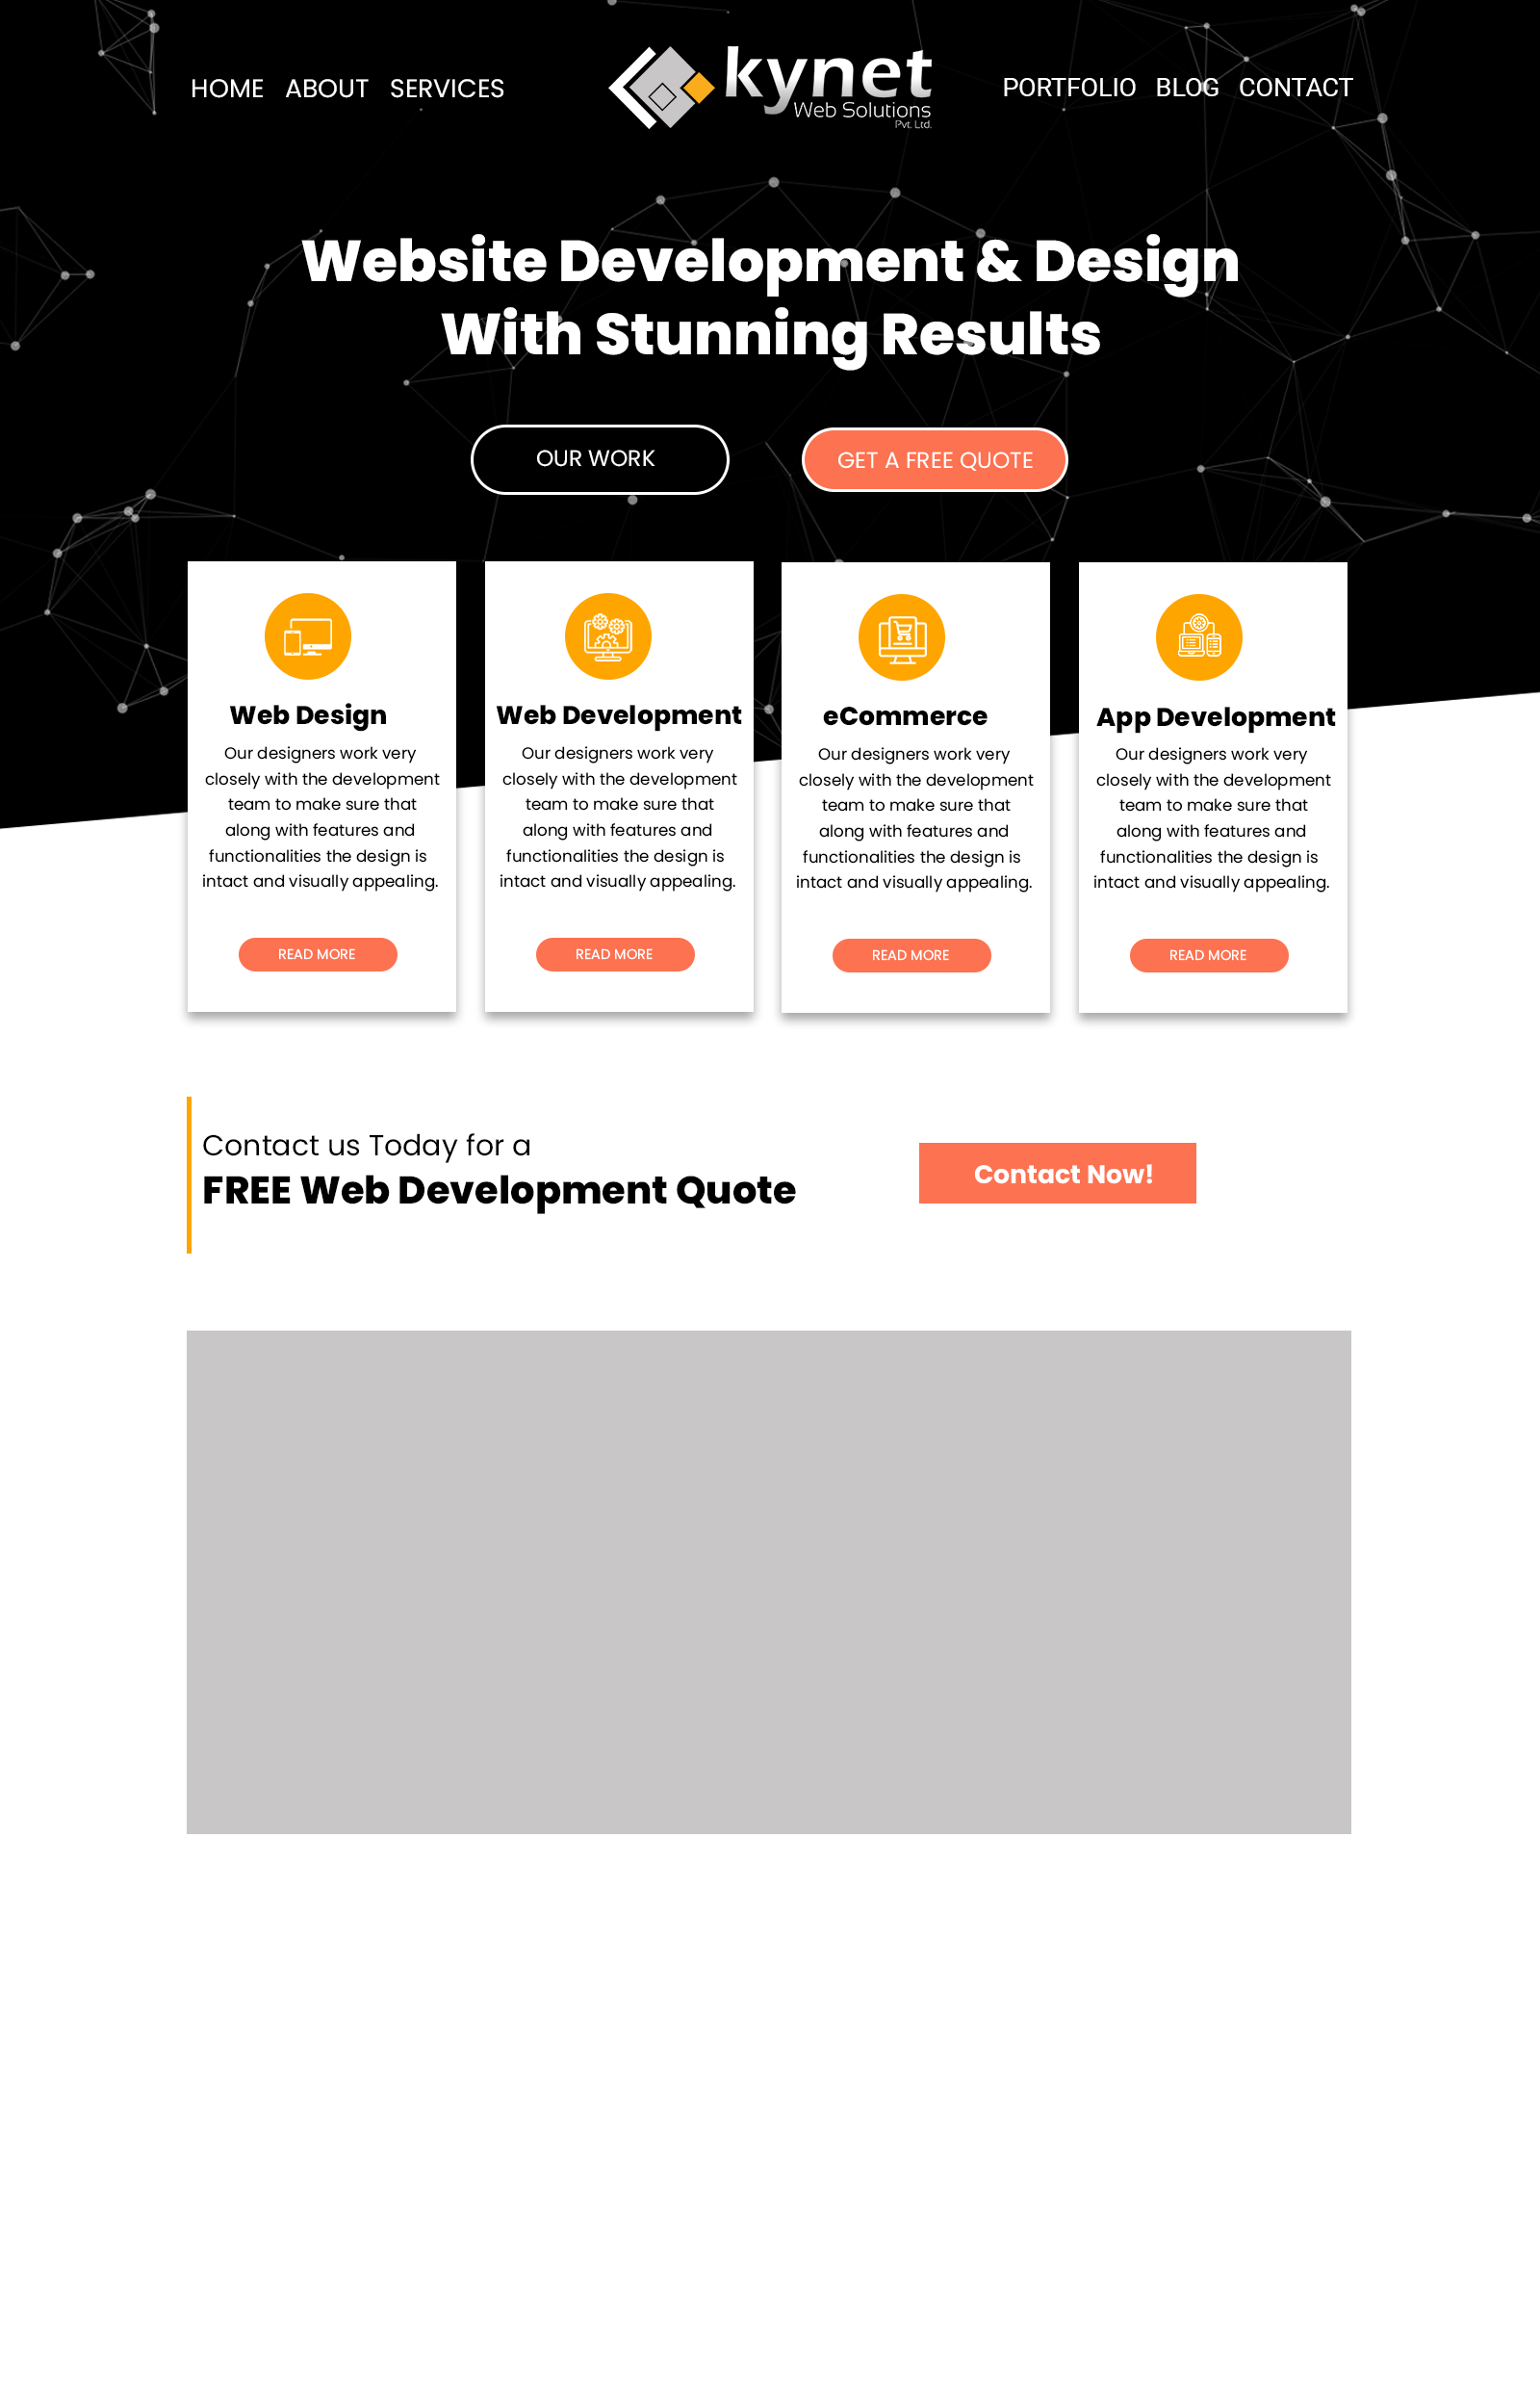 HOME ABOUT SERVICES
kynet
Web Solutions
Pvt. Ltd.
PORTFOLIO BLOG CONTACT
Website Development & Design
With Stunning Results
OUR WORK
GET A FREE QUOTE
Web Design
Our designers work very
closely with the development
team to make sure that
along with features and
functionalities the design is
intact and visually appealing.
READ MORE
Web Development
Our designers work very
closely with the development
team to make sure that
along with features and
functionalities the design is
intact and visually appealing.
READ MORE
eCommerce
Our designers work very
closely with the development
team to make sure that
along with features and
functionalities the design is
intact and visually appealing.
READ MORE
App Development
Our designers work very
closely with the development
team to make sure that
along with features and
functionalities the design is
intact and visually appealing.
READ MORE
Contact us Today for a
FREE Web Development Quote
Contact Now!